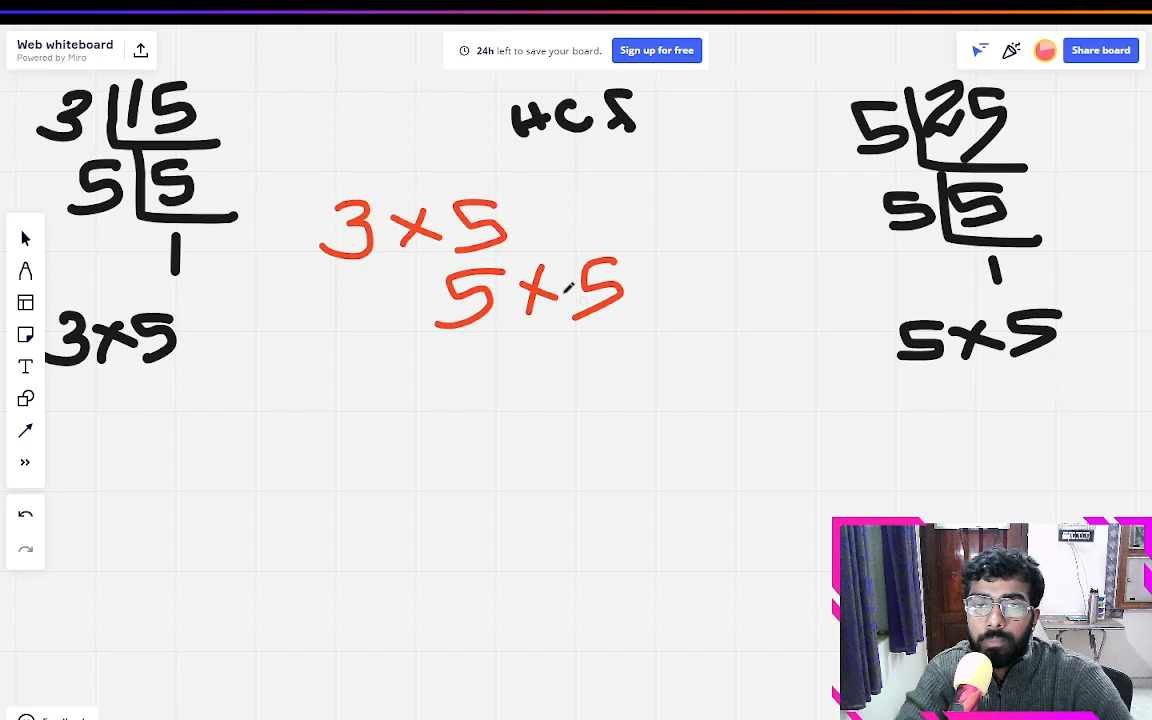 Web whiteboard
Powered by Miro
24h left to save your board.
Sign up for free
Share board
3 15
5 5
1
3×5
3×5
5×5
5 25
5 5
1
5×5
T